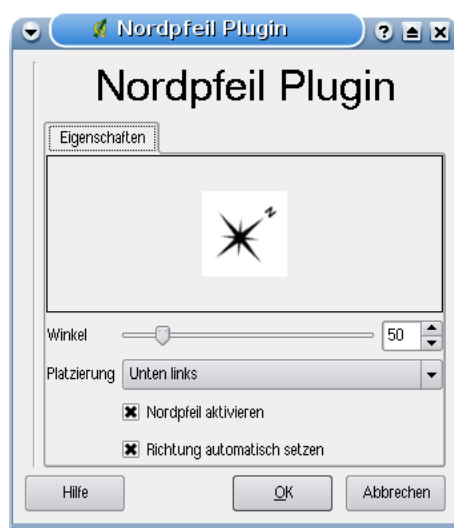 Nordpfeil Plugin
Nordpfeil Plugin
Eigenschaften
N
Winkel 50
Platzierung Unten links
Nordpfeil aktivieren
Richtung automatisch setzen
Hilfe OK Abbrechen